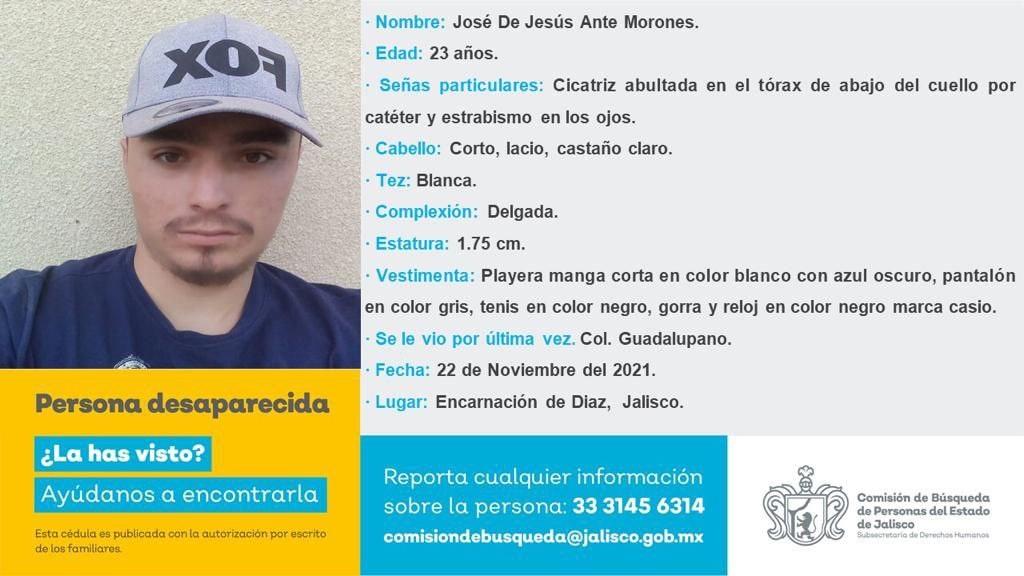 FOX
· Nombre: José De Jesús Ante Morones.
· Edad: 23 años.
· Señas particulares: Cicatriz abultada en el tórax de abajo del cuello por
catéter y estrabismo en los ojos.
· Cabello: Corto, lacio, castaño claro.
· Tez: Blanca.
· Complexión: Delgada.
· Estatura: 1.75 cm.
· Vestimenta: Playera manga corta en color blanco con azul oscuro, pantalón
en color gris, tenis en color negro, gorra y reloj en color negro marca casio.
· Se le vio por última vez. Col. Guadalupano.
· Fecha: 22 de Noviembre del 2021.
· Lugar: Encarnación de Diaz, Jalisco.
Persona desaparecida
¿La has visto?
Ayúdanos a encontrarla
Esta cédula es publicada con la autorización por escrito
de los familiares.
Reporta cualquier información
sobre la persona: 33 3145 6314
comisiondebusqueda@jalisco.gob.mx
Comisión de Búsqueda
de Personas del Estado
de Jalisco
Subsecretaría de Derechos Humanos